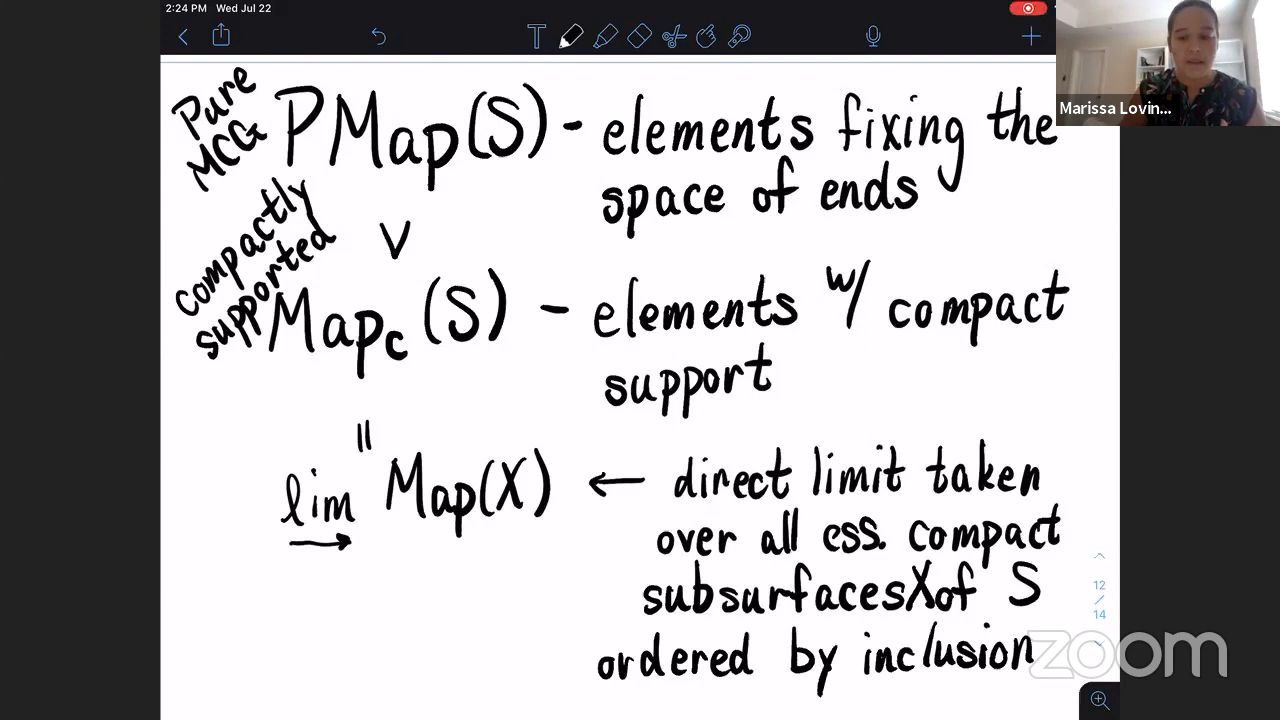 2:24 PM Wed Jul 22
Marissa Lovin...
Pure
MCG
PMap(S) - elements fixing the
space of ends
V
compactly
supported
Map_c (S) - elements w/ compact
support
||
lim Map(X) ← direct limit taken
→
over all ess. compact
subsurfaces X of S
ordered by inclusion
12
/
14
zoom